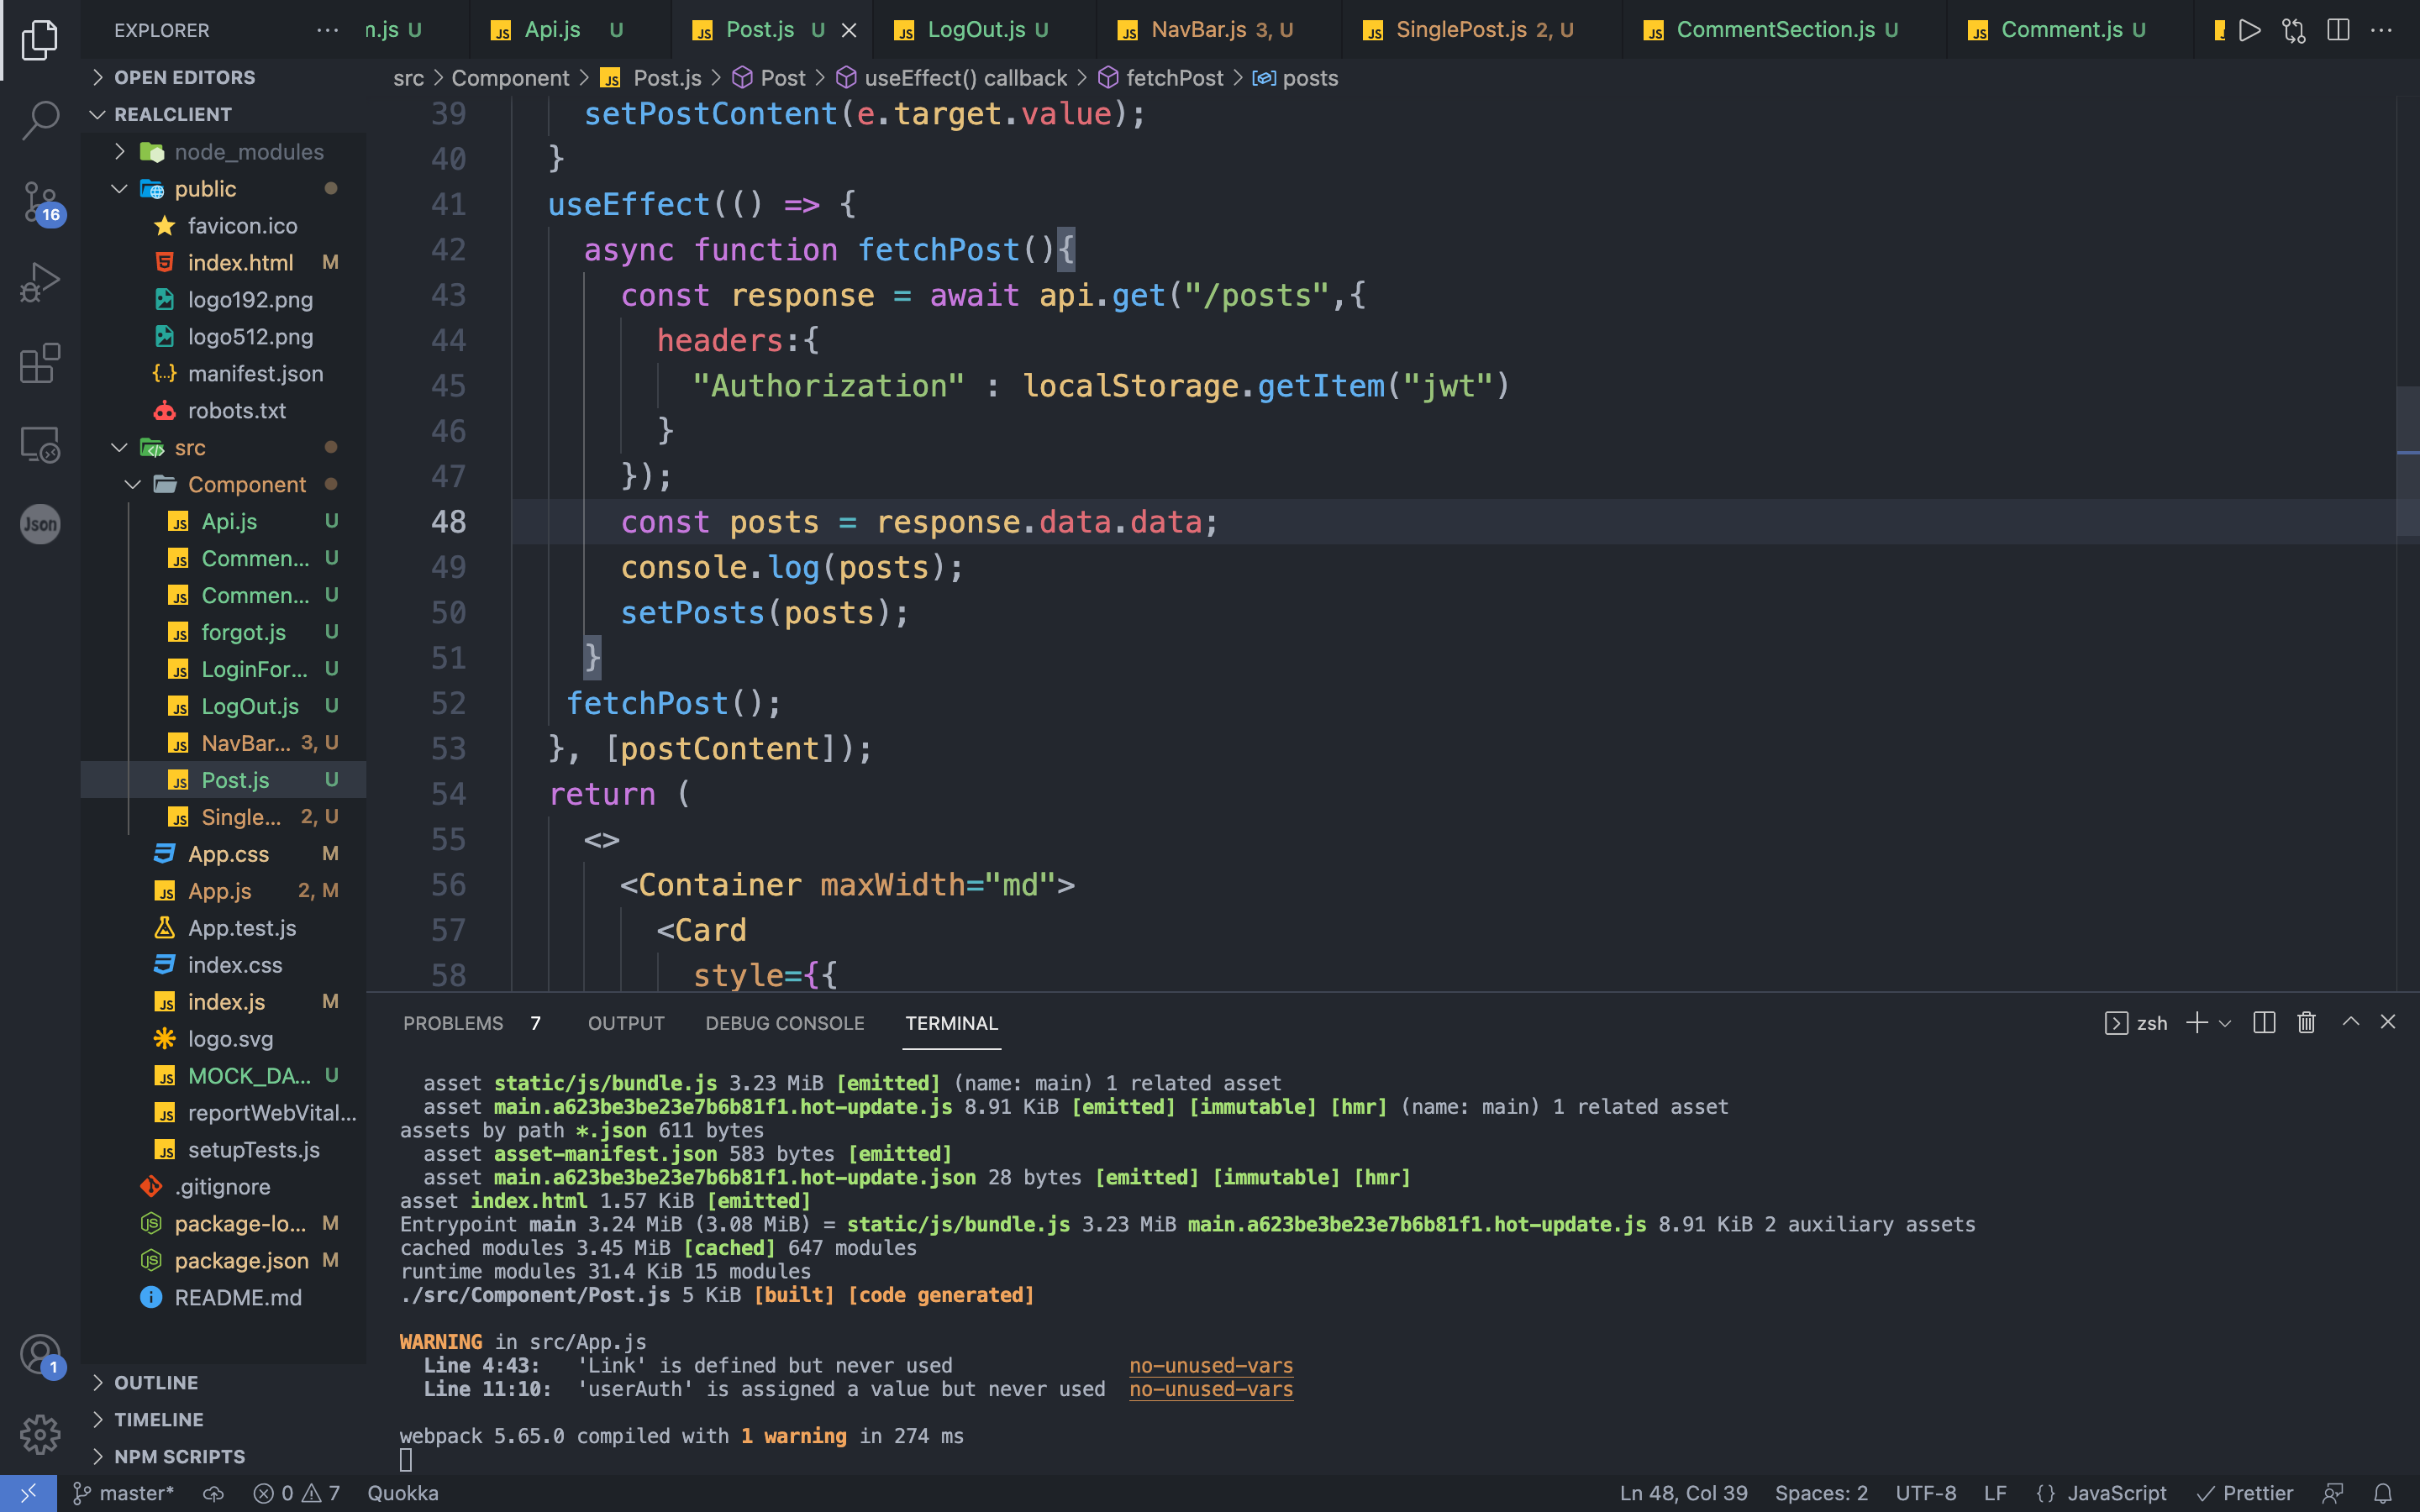 EXPLORER
n.js U
Api.js U
Post.js U
LogOut.js U
NavBar.js 3, U
SinglePost.js 2, U
CommentSection.js U
Comment.js U
OPEN EDITORS
REALCLIENT
node_modules
public
favicon.ico
index.html M
logo192.png
logo512.png
manifest.json
robots.txt
src
Component
Api.js U
Commen... U
Commen... U
forgot.js U
LoginFor... U
LogOut.js U
NavBar... 3, U
Post.js U
Single... 2, U
App.css M
App.js 2, M
App.test.js
index.css
index.js M
logo.svg
MOCK_DA... U
reportWebVital...
setupTests.js
.gitignore
package-lo... M
package.json M
README.md
OUTLINE
TIMELINE
NPM SCRIPTS
16
Json
1
src > Component > JS Post.js > Post > useEffect() callback > fetchPost > posts
39 setPostContent(e.target.value);
40 }
41 useEffect(() => {
42 async function fetchPost(){
43 const response = await api.get("/posts",{
44 headers:{
45 "Authorization" : localStorage.getItem("jwt")
46 }
47 });
48 const posts = response.data.data;
49 console.log(posts);
50 setPosts(posts);
51 }
52 fetchPost();
53 }, [postContent]);
54 return (
55 <>
56 <Container maxWidth="md">
57 <Card
58 style={{
PROBLEMS 7 OUTPUT DEBUG CONSOLE TERMINAL zsh
asset static/js/bundle.js 3.23 MiB [emitted] (name: main) 1 related asset
asset main.a623be3be23e7b6b81f1.hot-update.js 8.91 KiB [emitted] [immutable] [hmr] (name: main) 1 related asset
assets by path *.json 611 bytes
asset asset-manifest.json 583 bytes [emitted]
asset main.a623be3be23e7b6b81f1.hot-update.json 28 bytes [emitted] [immutable] [hmr]
asset index.html 1.57 KiB [emitted]
Entrypoint main 3.24 MiB (3.08 MiB) = static/js/bundle.js 3.23 MiB main.a623be3be23e7b6b81f1.hot-update.js 8.91 KiB 2 auxiliary assets
cached modules 3.45 MiB [cached] 647 modules
runtime modules 31.4 KiB 15 modules
./src/Component/Post.js 5 KiB [built] [code generated]
WARNING in src/App.js
Line 4:43: 'Link' is defined but never used no-unused-vars
Line 11:10: 'userAuth' is assigned a value but never used no-unused-vars
webpack 5.65.0 compiled with 1 warning in 274 ms
master* 0 7 Quokka Ln 48, Col 39 Spaces: 2 UTF-8 LF {} JavaScript Prettier